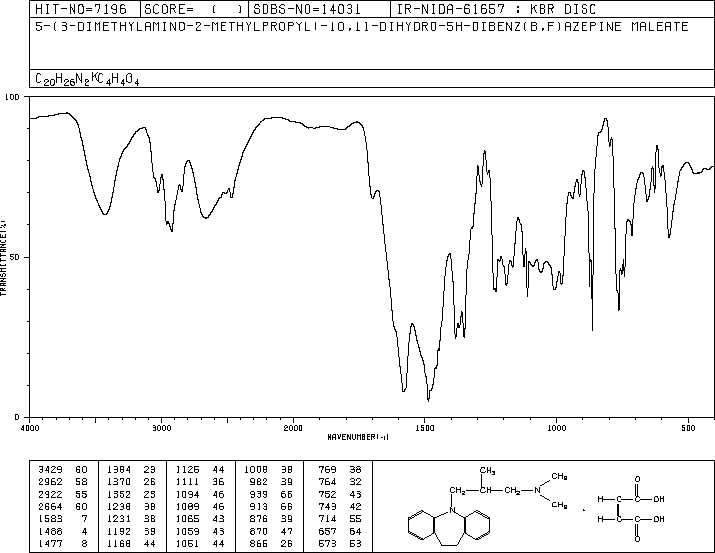 HIT-NO=7196 SCORE= ( ) SDBS-NO=14031 IR-NIDA-61657 : KBR DISC
5-(3-DIMETHYLAMINO-2-METHYLPROPYL)-10,11-DIHYDRO-5H-DIBENZ(B,F)AZEPINE MALEATE
C20H26N2KC4H4O4
100
50
0
TRANSMITTANCE(%)
4000 3000 2000 1500 1000 500
WAVENUMBER(-1)
3429 60 1384 23 1126 44 1008 38 769 36
2962 58 1370 26 1111 36 982 39 764 32
2922 55 1352 25 1094 46 939 66 752 43
2664 60 1238 38 1089 46 913 66 743 42
1583 7 1231 38 1065 43 876 39 714 55
1488 4 1192 39 1059 43 870 47 657 64
1477 8 1168 44 1051 44 866 26 573 53
CH3
CH2 CH CH2 N CH3
CH3
N
O
C OH
H C
H C
C OH
O